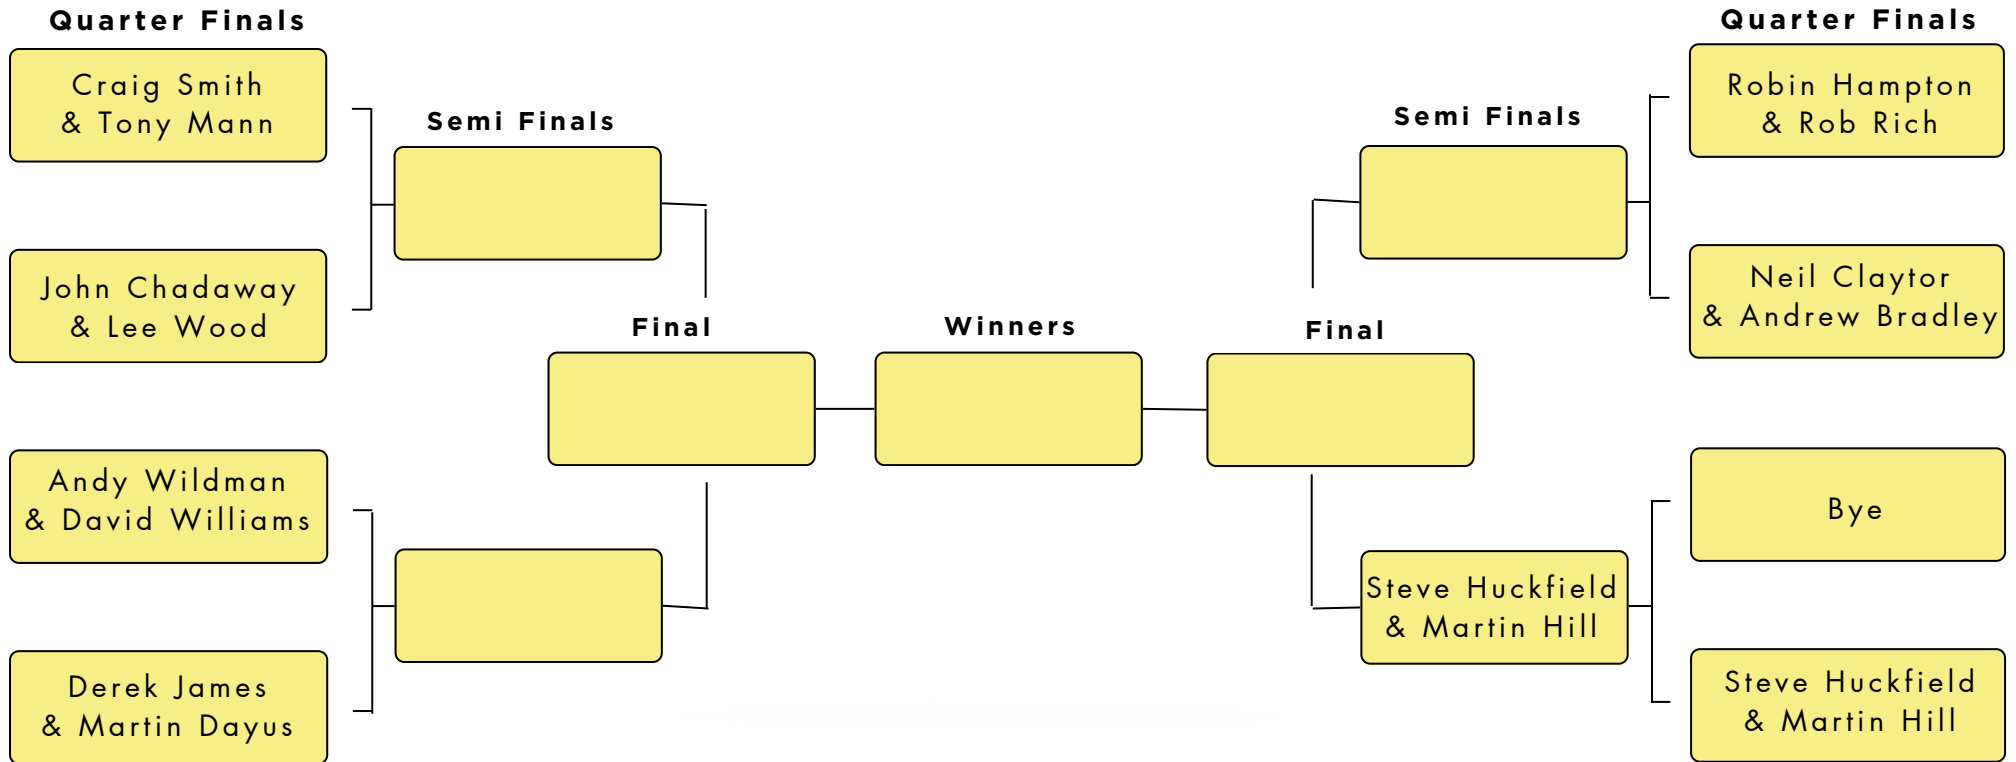 Quarter Finals
Craig Smith
& Tony Mann
John Chadaway
& Lee Wood
Andy Wildman
& David Williams
Derek James
& Martin Dayus
Semi Finals
Final
Winners
Final
Semi Finals
Steve Huckfield
& Martin Hill
Quarter Finals
Robin Hampton
& Rob Rich
Neil Claytor
& Andrew Bradley
Bye
Steve Huckfield
& Martin Hill